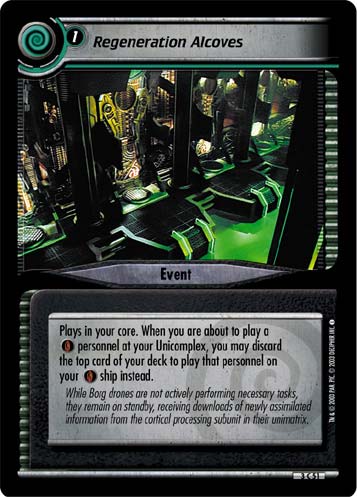 1 Regeneration Alcoves
Event
Plays in your core. When you are about to play a
personnel at your Unicomplex, you may discard
the top card of your deck to play that personnel on
your ship instead.
While Borg drones are not actively performing necessary tasks,
they remain on standby, receiving downloads of newly assimilated
information from the cortical processing subunit in their unimatrix.
TM & © 2003 PAR. PIC. © 2003 DECIPHER INC.
3 C 51